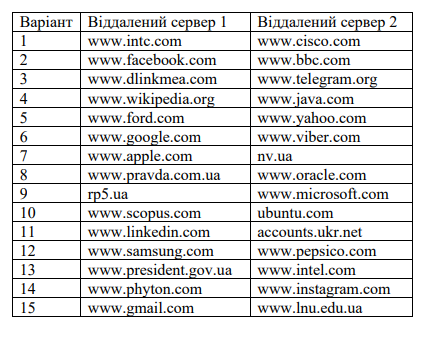 Варіант Віддалений сервер 1 Віддалений сервер 2
1 www.intc.com www.cisco.com
2 www.facebook.com www.bbc.com
3 www.dlinkmea.com www.telegram.org
4 www.wikipedia.org www.java.com
5 www.ford.com www.yahoo.com
6 www.google.com www.viber.com
7 www.apple.com nv.ua
8 www.pravda.com.ua www.oracle.com
9 rp5.ua www.microsoft.com
10 www.scopus.com ubuntu.com
11 www.linkedin.com accounts.ukr.net
12 www.samsung.com www.pepsico.com
13 www.president.gov.ua www.intel.com
14 www.phyton.com www.instagram.com
15 www.gmail.com www.lnu.edu.ua